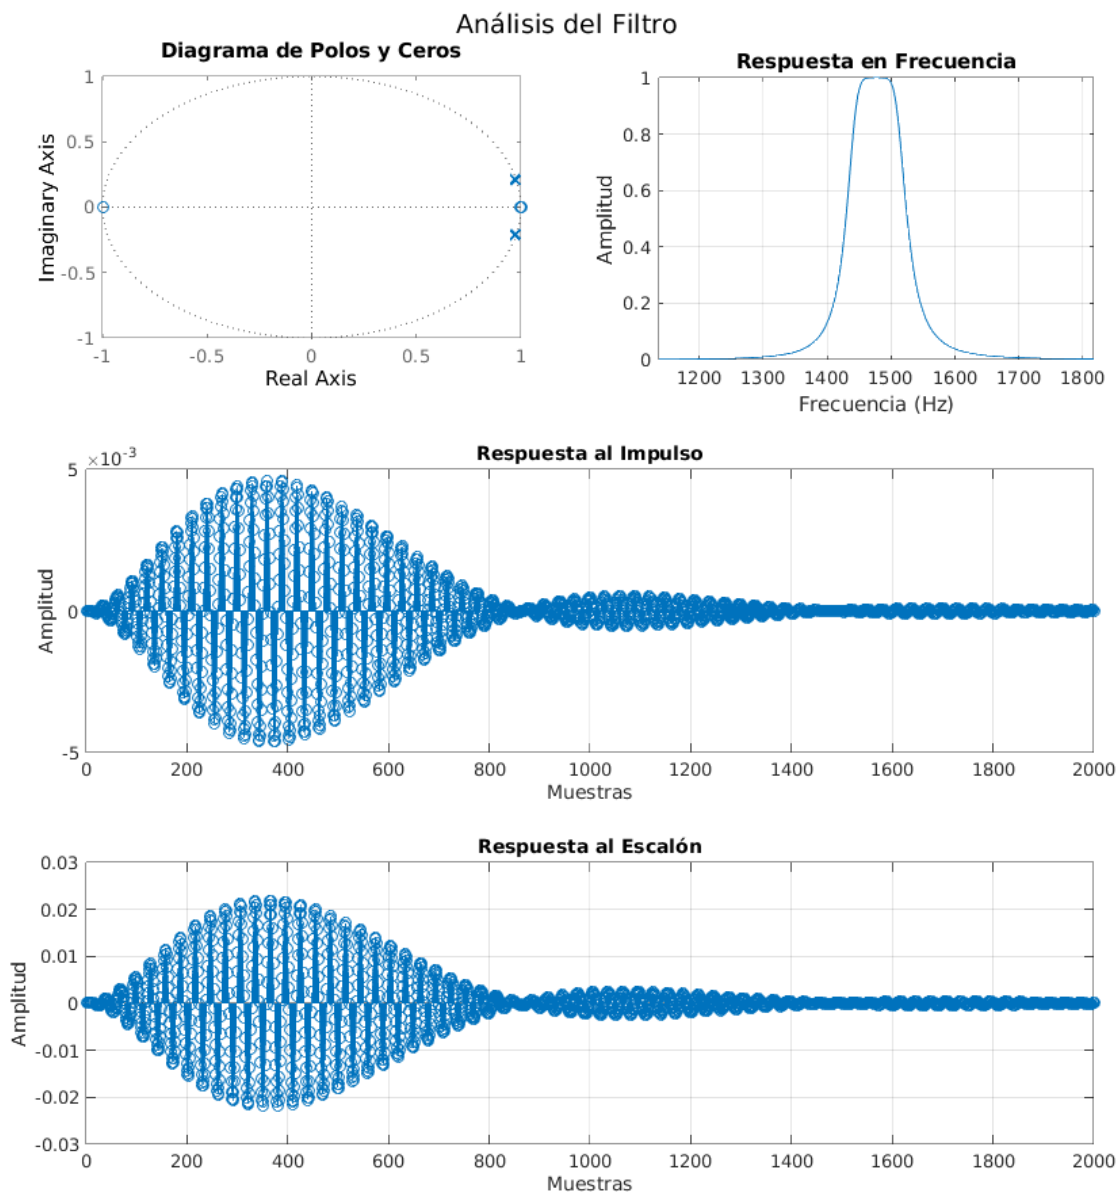 Análisis del Filtro
Diagrama de Polos y Ceros
1
0.5
0
-0.5
-1
-1 -0.5 0 0.5 1
Imaginary Axis
Real Axis
Respuesta en Frecuencia
1
0.8
0.6
0.4
0.2
0
1200 1300 1400 1500 1600 1700 1800
Amplitud
Frecuencia (Hz)
Respuesta al Impulso
×10-3
5
0
-5
0 200 400 600 800 1000 1200 1400 1600 1800 2000
Amplitud
Muestras
Respuesta al Escalón
0.03
0.02
0.01
0
-0.01
-0.02
-0.03
0 200 400 600 800 1000 1200 1400 1600 1800 2000
Amplitud
Muestras